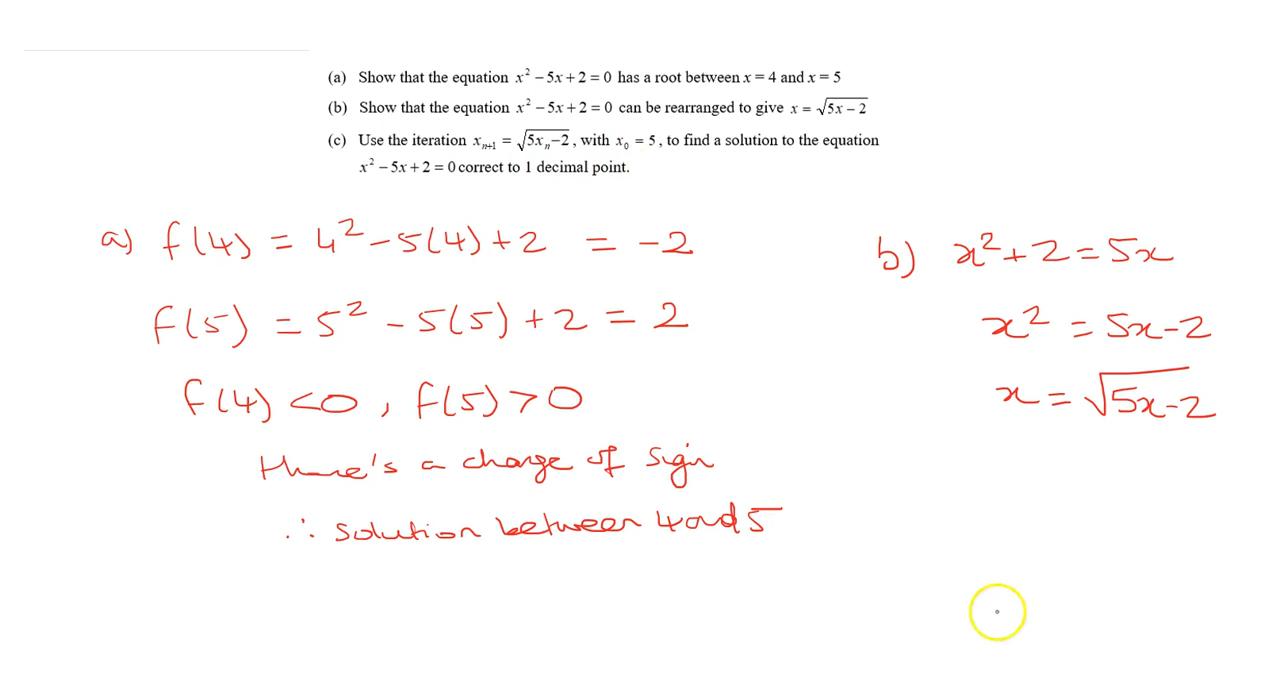 (a) Show that the equation x² − 5x + 2 = 0 has a root between x = 4 and x = 5
(b) Show that the equation x² − 5x + 2 = 0 can be rearranged to give x = √(5x − 2)
(c) Use the iteration xₙ₊₁ = √(5xₙ − 2), with x₀ = 5, to find a solution to the equation
x² − 5x + 2 = 0 correct to 1 decimal point.
a) f(4) = 4² − 5(4) + 2 = −2
f(5) = 5² − 5(5) + 2 = 2
f(4) < 0, f(5) > 0
there's a change of sign
∴ solution between 4 and 5
b) x² + 2 = 5x
x² = 5x − 2
x = √(5x − 2)